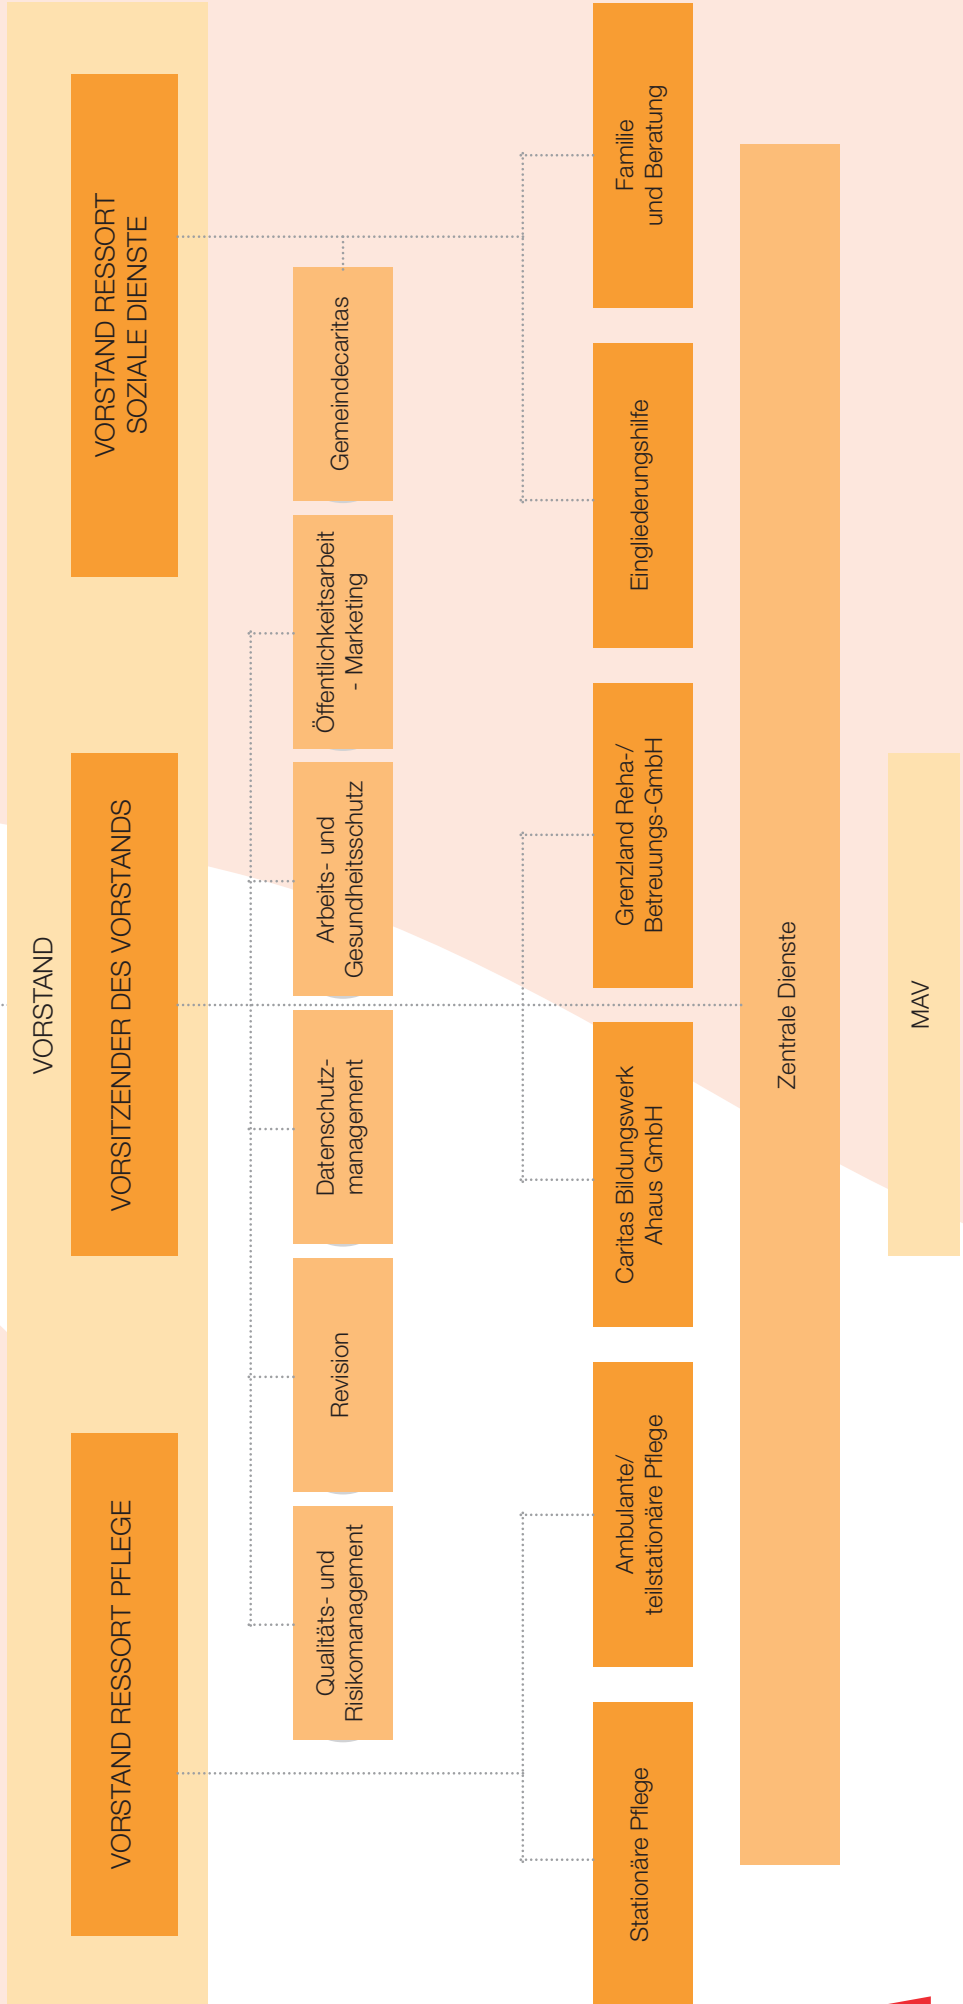 VORSTAND
VORSTAND RESSORT PFLEGE
VORSITZENDER DES VORSTANDS
VORSTAND RESSORT
SOZIALE DIENSTE
Qualitäts- und
Risikomanagement
Revision
Datenschutz-
management
Arbeits- und
Gesundheitsschutz
Öffentlichkeitsarbeit
- Marketing
Gemeindecaritas
Stationäre Pflege
Ambulante/
teilstationäre Pflege
Caritas Bildungswerk
Ahaus GmbH
Grenzland Reha-/
Betreuungs-GmbH
Eingliederungshilfe
Familie
und Beratung
Zentrale Dienste
MAV